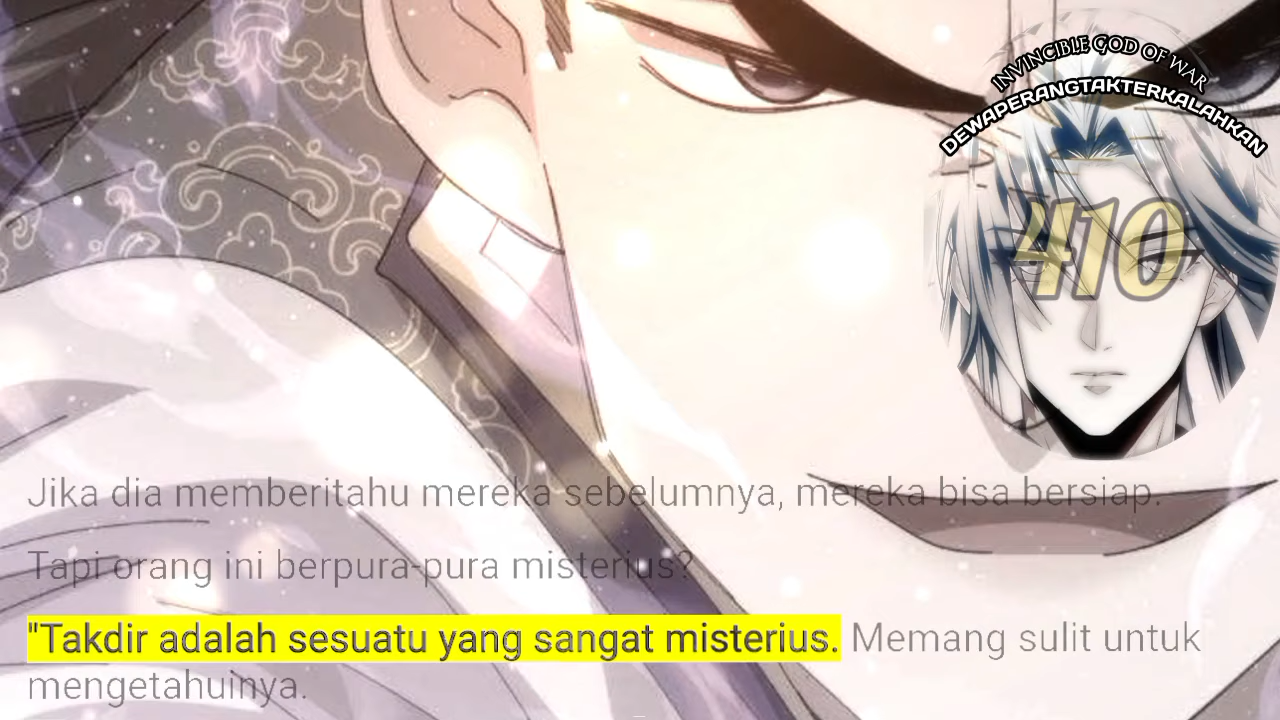 INVINCIBLE GOD OF WAR
DEWAPERANGTAKTERKALAHKAN
410
Jika dia memberitahu mereka sebelumnya, mereka bisa bersiap.
Tapi orang ini berpura-pura misterius?
"Takdir adalah sesuatu yang sangat misterius. Memang sulit untuk
mengetahuinya.